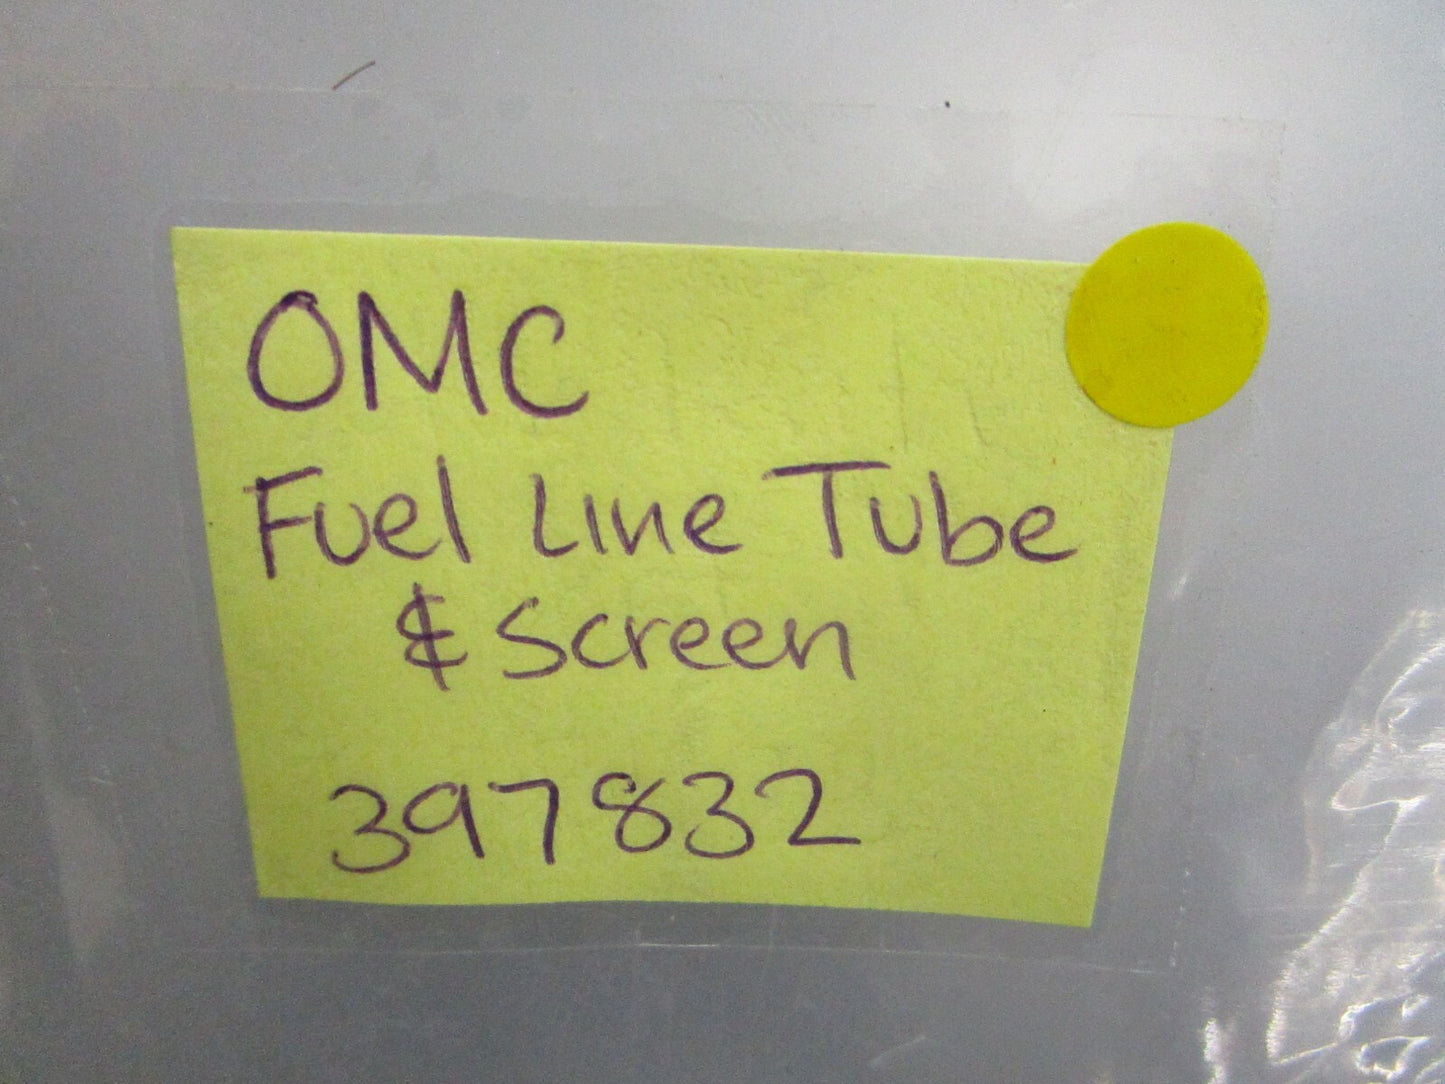 OMC
Fuel Line Tube
& Screen
397832